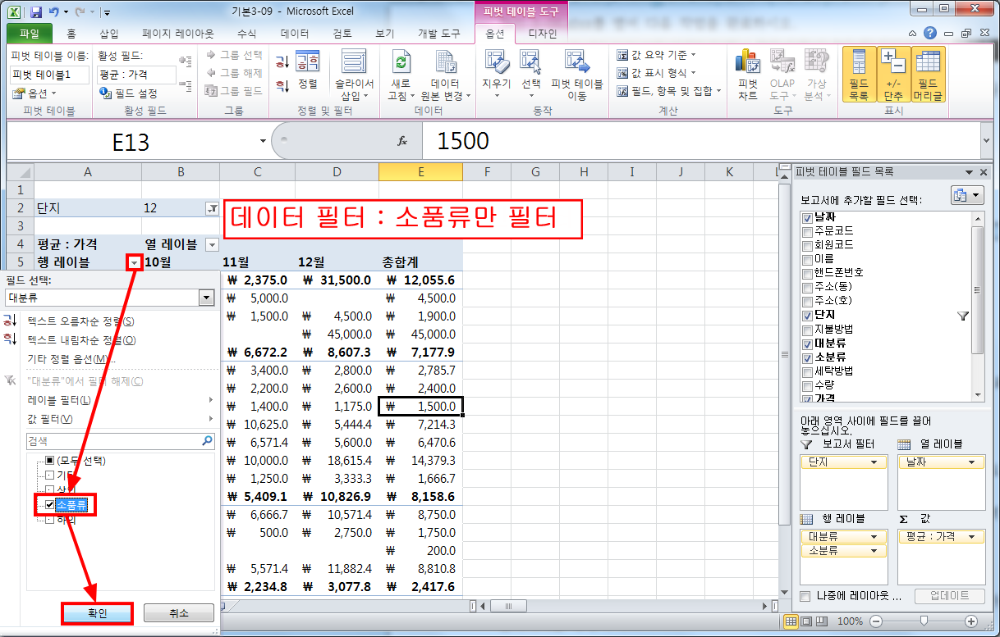 기본3-09 - Microsoft Excel
피벗 테이블 도구
파일 홈 삽입 페이지 레이아웃 수식 데이터 검토 보기 개발 도구 옵션 디자인
피벗 테이블 이름:
피벗 테이블1
옵션
피벗 테이블
활성 필드:
평균 : 가격
필드 설정
활성 필드
그룹 선택
그룹 해제
그룹 필드
그룹
정렬
슬라이서
삽입
정렬 및 필터
새로
고침
데이터
원본 변경
데이터
지우기
선택
피벗 테이블
이동
동작
값 요약 기준
값 표시 형식
필드, 항목 및 집합
계산
피벗
차트
OLAP
도구
가상
분석
도구
필드
목록
+/-
단추
필드
머리글
표시
E13 fx 1500
A B C D E F G H I J K L
1
2 단지 12
데이터 필터 : 소품류만 필터
3
4 평균 : 가격 열 레이블
5 행 레이블 10월 11월 12월 총합계
₩ 2,375.0 ₩ 31,500.0 ₩ 12,055.6
₩ 5,000.0 ₩ 4,500.0
₩ 1,500.0 ₩ 4,500.0 ₩ 1,900.0
₩ 45,000.0 ₩ 45,000.0
₩ 6,672.2 ₩ 8,607.3 ₩ 7,177.9
₩ 3,400.0 ₩ 2,800.0 ₩ 2,785.7
₩ 2,200.0 ₩ 2,600.0 ₩ 2,400.0
₩ 1,400.0 ₩ 1,175.0 ₩ 1,500.0
₩ 10,625.0 ₩ 5,444.4 ₩ 7,214.3
₩ 6,571.4 ₩ 5,600.0 ₩ 6,470.6
₩ 10,000.0 ₩ 18,615.4 ₩ 14,379.3
₩ 1,250.0 ₩ 3,333.3 ₩ 1,666.7
₩ 5,409.1 ₩ 10,826.9 ₩ 8,158.6
₩ 6,666.7 ₩ 10,571.4 ₩ 8,750.0
₩ 500.0 ₩ 2,750.0 ₩ 1,750.0
₩ 200.0
₩ 5,571.4 ₩ 11,882.4 ₩ 8,810.8
₩ 2,234.8 ₩ 3,077.8 ₩ 2,417.6
필드 선택:
대분류
텍스트 오름차순 정렬(S)
텍스트 내림차순 정렬(O)
기타 정렬 옵션(M)...
"대분류"에서 필터 해제(C)
레이블 필터(L)
값 필터(V)
검색
(모두 선택)
소품류
하의
확인 취소
피벗 테이블 필드 목록
보고서에 추가할 필드 선택:
날짜
주문코드
회원코드
이름
핸드폰번호
주소(동)
주소(호)
단지
지불방법
대분류
소분류
세탁방법
수량
가격
아래 영역 사이에 필드를 끌어
놓으십시오.
보고서 필터 열 레이블
단지 날짜
행 레이블 Σ 값
대분류 평균 : 가격
소분류
나중에 레이아웃 ... 업데이트
100%